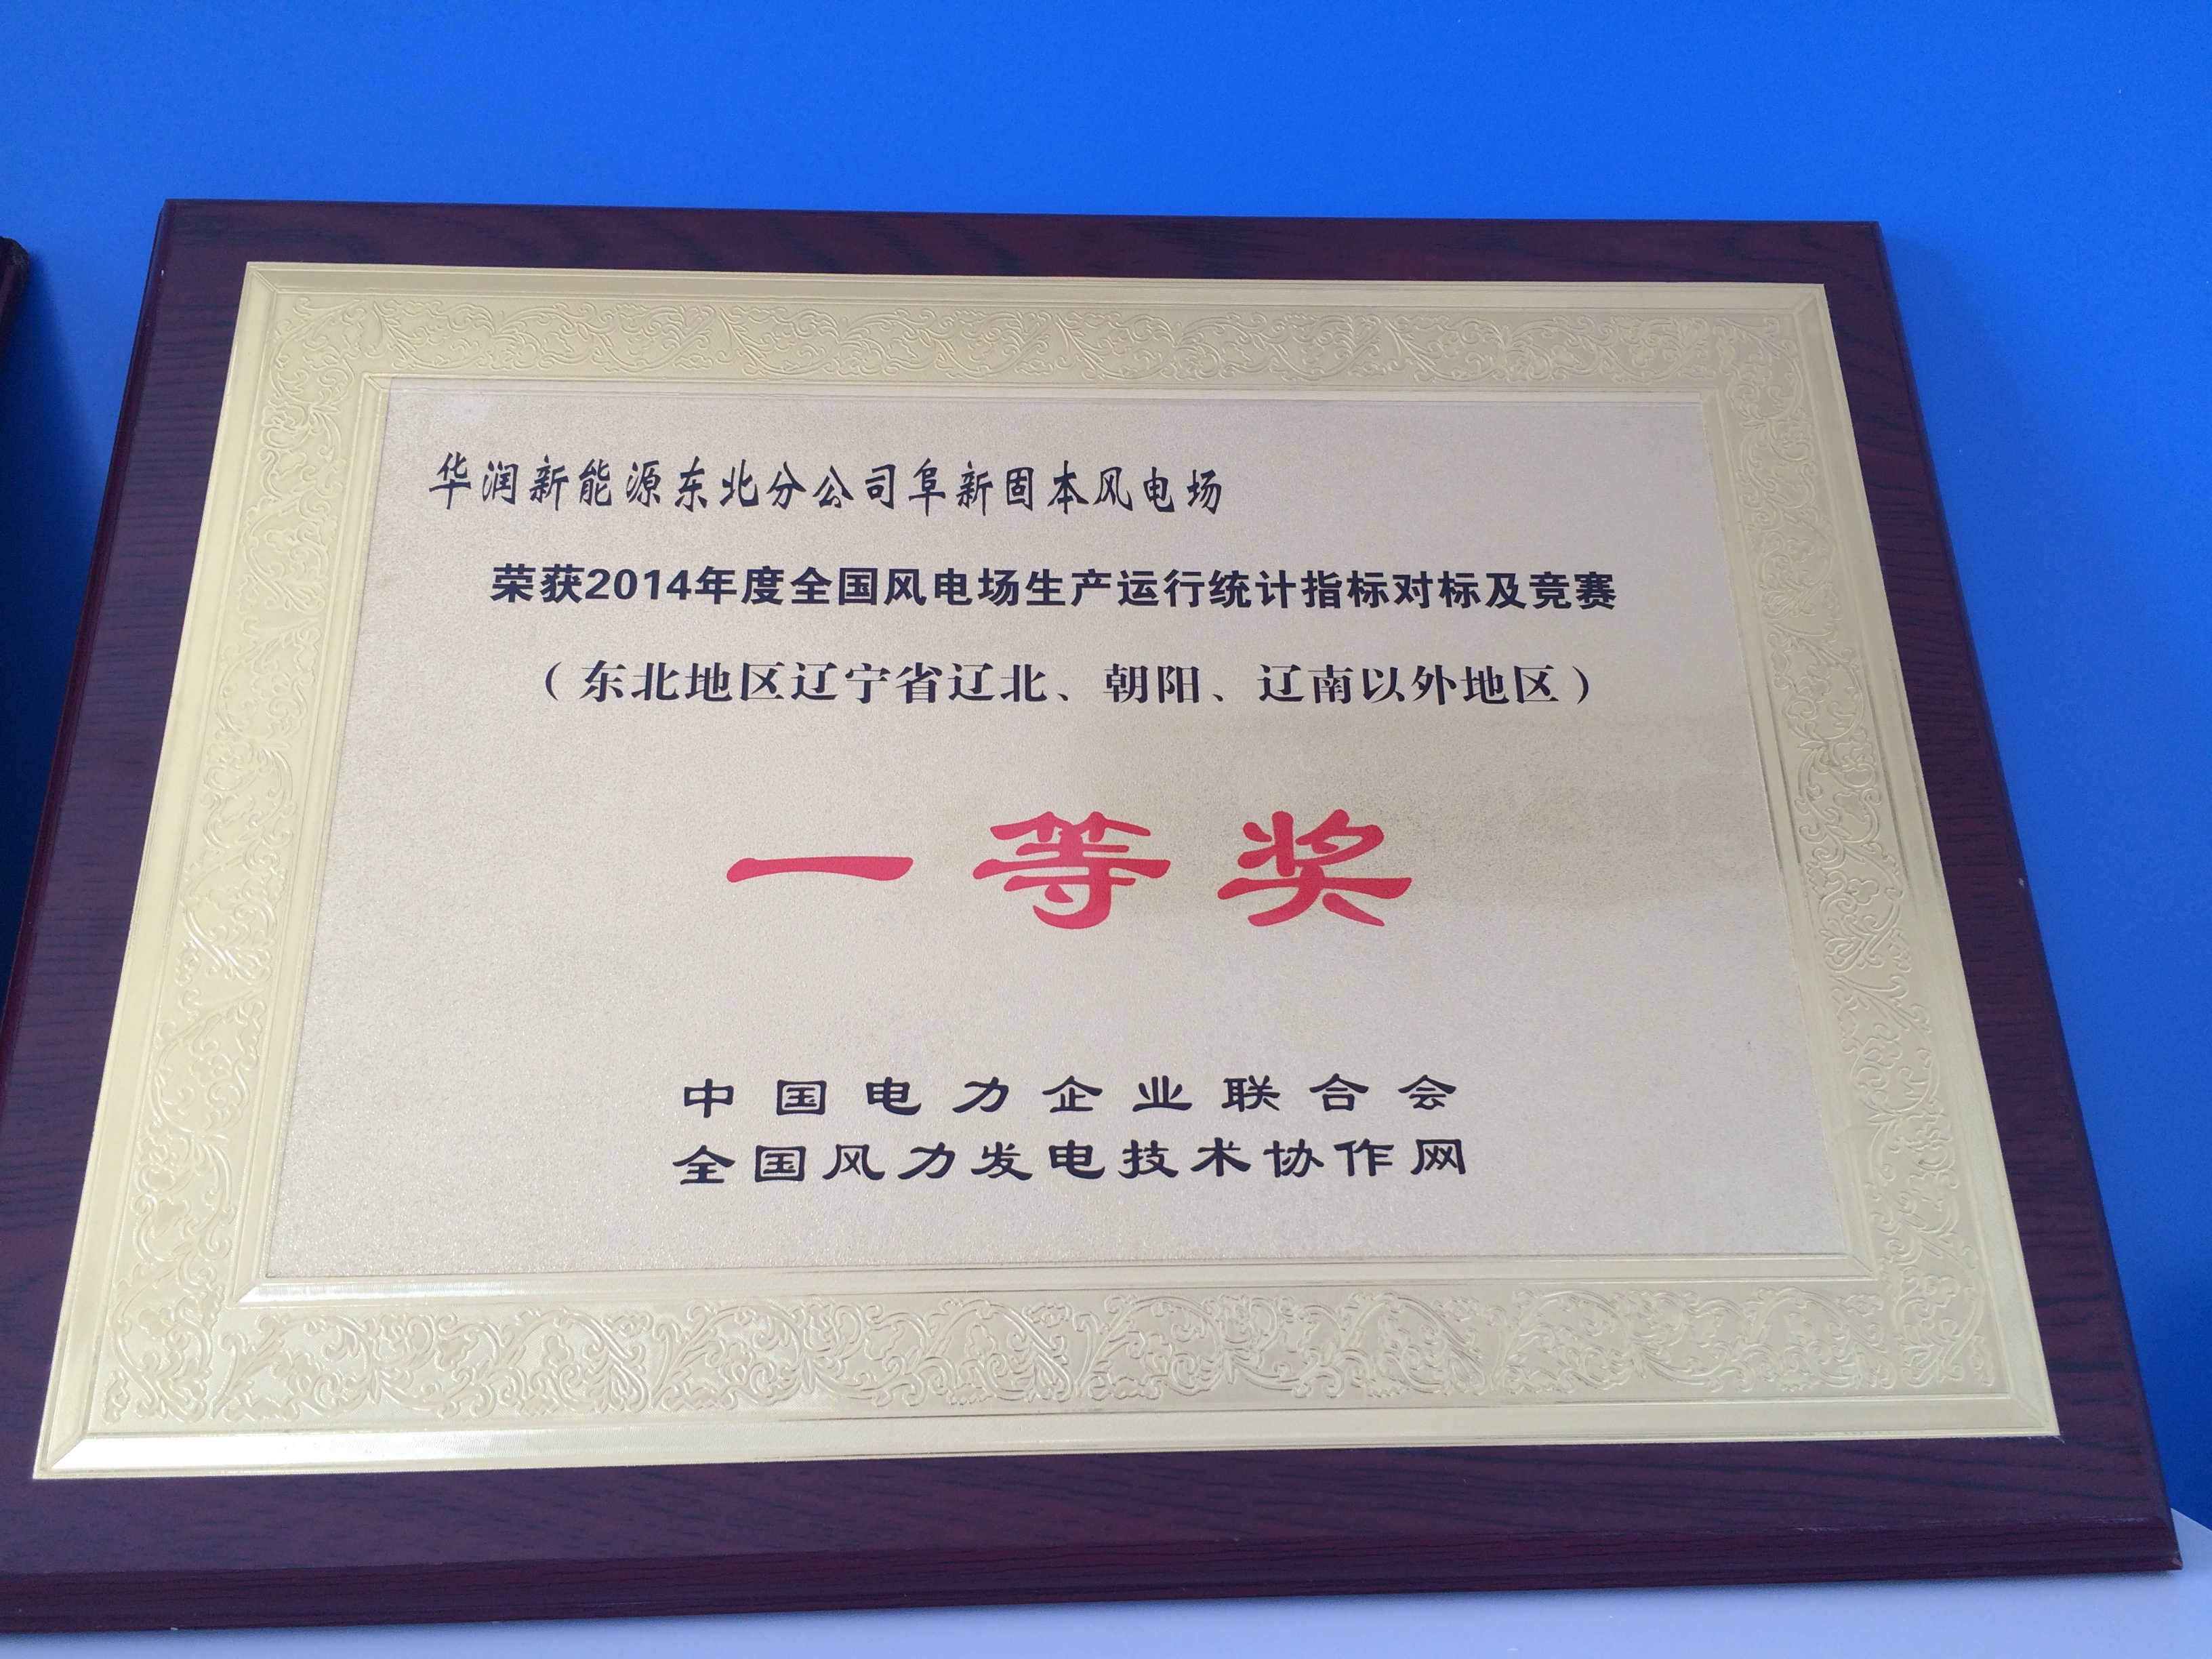 华润新能源东北分公司阜新固本风电场
荣获2014年度全国风电场生产运行统计指标对标及竞赛
（东北地区辽宁省辽北、朝阳、辽南以外地区）
一等奖
中国电力企业联合会
全国风力发电技术协作网